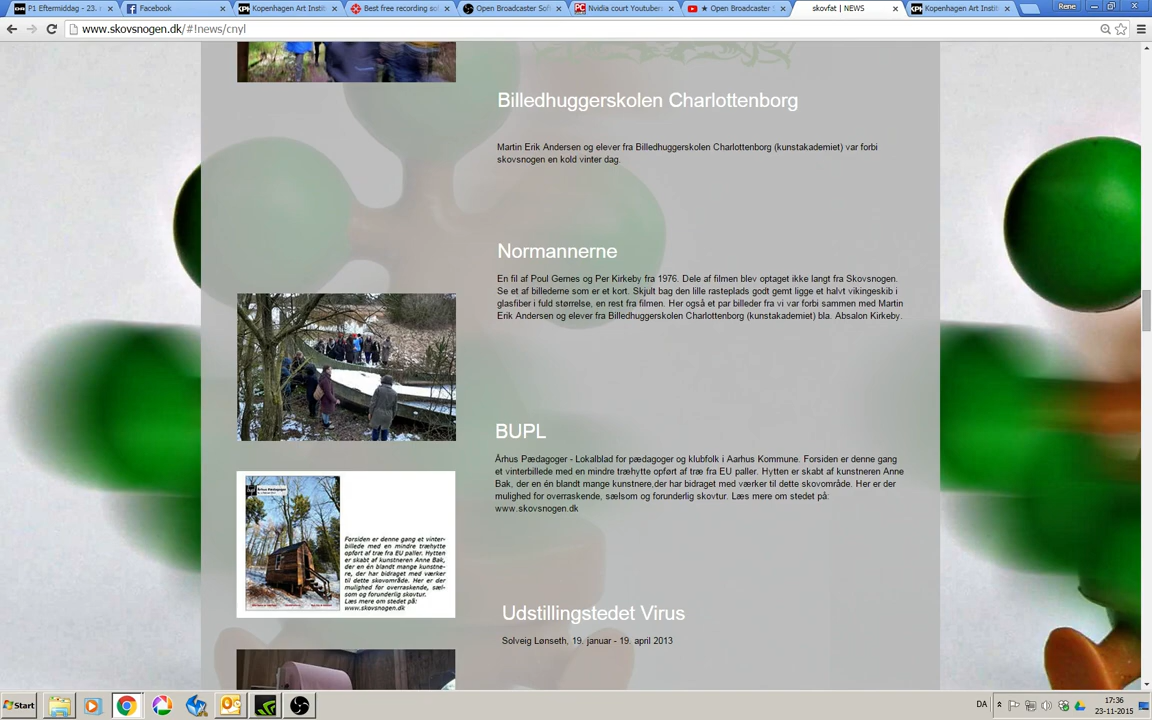 P1 Eftermiddag - 23.
Facebook
Kopenhagen Art Instit
Best free recording so
Open Broadcaster Soft
Nvidia court Youtubers
★ Open Broadcaster S
skovfat | NEWS
Kopenhagen Art Instit
Rene
www.skovsnogen.dk/#!news/cnyl
Billedhuggerskolen Charlottenborg
Martin Erik Andersen og elever fra Billedhuggerskolen Charlottenborg (kunstakademiet) var forbi
skovsnogen en kold vinter dag.
Normannerne
En fil af Poul Gernes og Per Kirkeby fra 1976. Dele af filmen blev optaget ikke langt fra Skovsnogen.
Se et af billederne som er et kort. Skjult bag den lille rasteplads godt gemt ligge et halvt vikingeskib i
glasfiber i fuld størrelse, en rest fra filmen. Her også et par billeder fra vi var forbi sammen med Martin
Erik Andersen og elever fra Billedhuggerskolen Charlottenborg (kunstakademiet) bla. Absalon Kirkeby.
BUPL
Århus Pædagoger - Lokalblad for pædagoger og klubfolk i Aarhus Kommune. Forsiden er denne gang
et vinterbillede med en mindre træhytte opført af træ fra EU paller. Hytten er skabt af kunstneren Anne
Bak, der en én blandt mange kunstnere,der har bidraget med værker til dette skovområde. Her er der
mulighed for overraskende, sælsom og forunderlig skovtur. Læs mere om stedet på:
www.skovsnogen.dk
Århus Pædagoger
Forsiden er denne gang et vinter-
billede med en mindre træhytte
opført af træ fra EU paller. Hytten
er skabt af kunstneren Anne Bak,
der en én blandt mange kunstne-
re, der har bidraget med værker
til dette skovområde. Her er der
mulighed for overraskende, sæl-
som og forunderlig skovtur.
Læs mere om stedet på:
www.skovsnogen.dk
Udstillingstedet Virus
Solveig Lønseth, 19. januar - 19. april 2013
Start
DA
17:36
23-11-2015